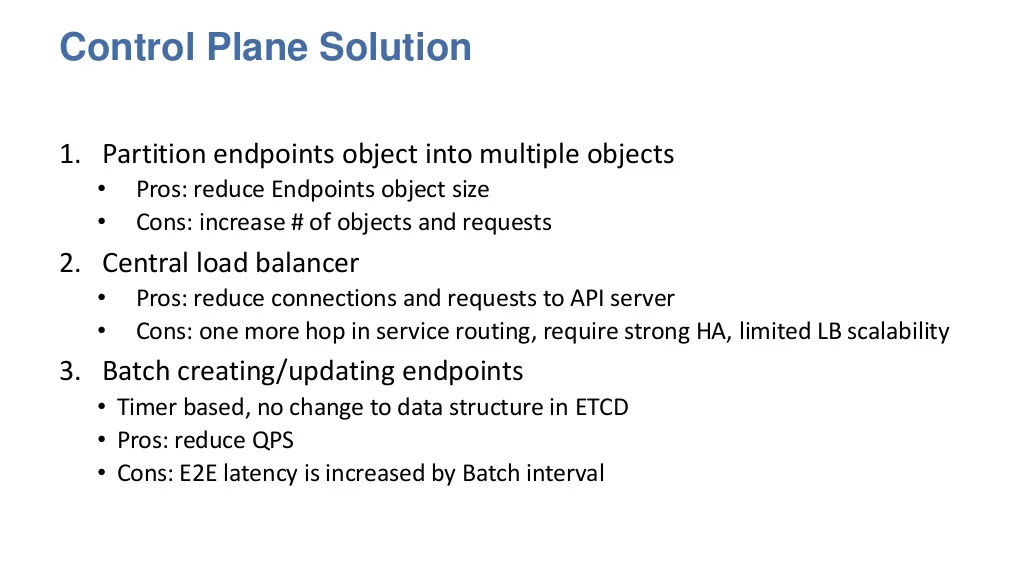 Control Plane Solution
1. Partition endpoints object into multiple objects
• Pros: reduce Endpoints object size
• Cons: increase # of objects and requests
2. Central load balancer
• Pros: reduce connections and requests to API server
• Cons: one more hop in service routing, require strong HA, limited LB scalability
3. Batch creating/updating endpoints
• Timer based, no change to data structure in ETCD
• Pros: reduce QPS
• Cons: E2E latency is increased by Batch interval